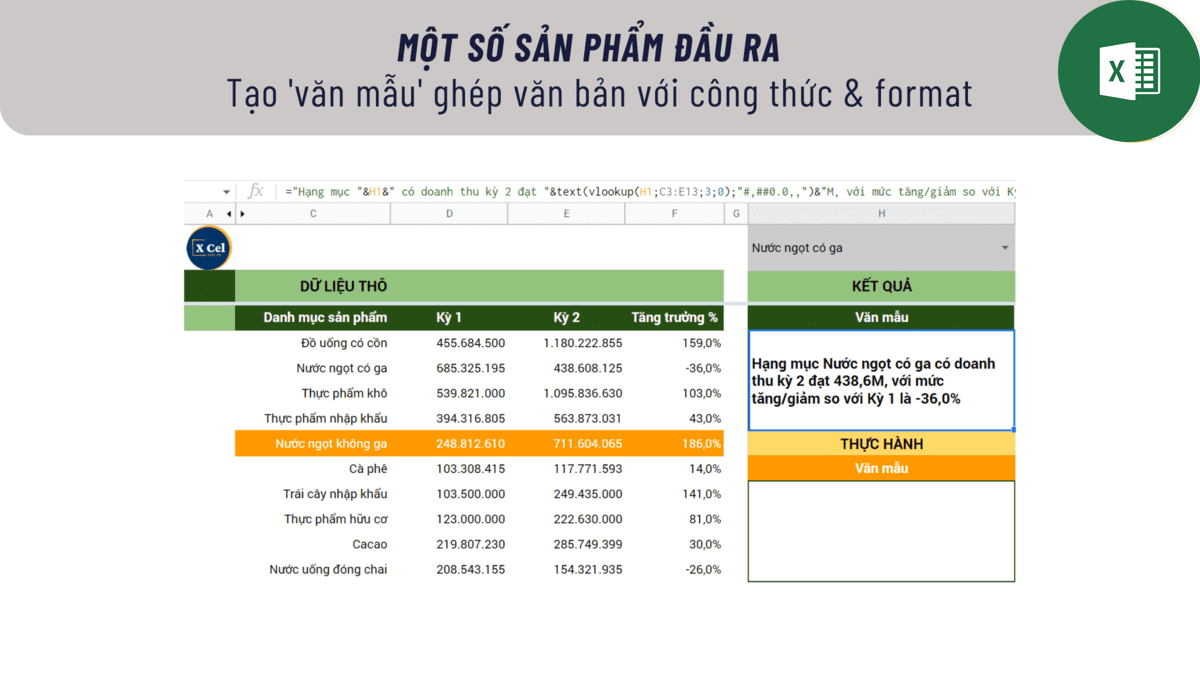 MỘT SỐ SẢN PHẨM ĐẦU RA
Tạo 'văn mẫu' ghép văn bản với công thức & format
X
fx ="Hạng mục "&H1&" có doanh thu kỳ 2 đạt "&text(vlookup(H1;C3:E13;3;0);"#,##0.0,,")&"M, với mức tăng/giảm so với Kỳ
A C D E F G H
X Cel
Nước ngọt có ga
DỮ LIỆU THÔ KẾT QUẢ
Danh mục sản phẩm Kỳ 1 Kỳ 2 Tăng trưởng % Văn mẫu
Đồ uống có cồn 455.684.500 1.180.222.855 159,0%
Nước ngọt có ga 685.325.195 438.608.125 -36,0%
Thực phẩm khô 539.821.000 1.095.836.630 103,0%
Thực phẩm nhập khẩu 394.316.805 563.873.031 43,0%
Nước ngọt không ga 248.812.610 711.604.065 186,0%
Cà phê 103.308.415 117.771.593 14,0%
Trái cây nhập khẩu 103.500.000 249.435.000 141,0%
Thực phẩm hữu cơ 123.000.000 222.630.000 81,0%
Cacao 219.807.230 285.749.399 30,0%
Nước uống đóng chai 208.543.155 154.321.935 -26,0%
Hạng mục Nước ngọt có ga có doanh
thu kỳ 2 đạt 438,6M, với mức
tăng/giảm so với Kỳ 1 là -36,0%
THỰC HÀNH
Văn mẫu